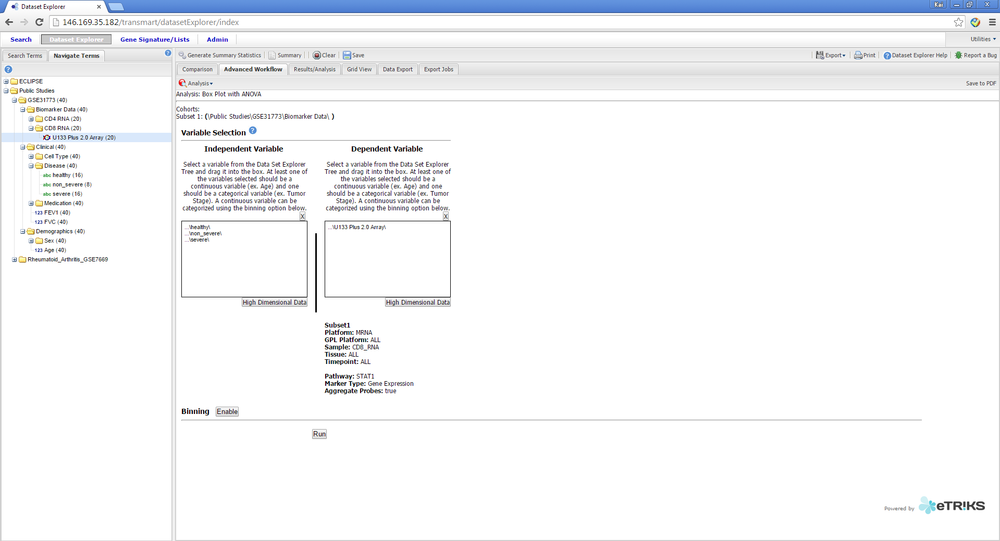 Dataset Explorer
Kai
146.169.35.182/transmart/datasetExplorer/index
Search
Dataset Explorer
Gene Signature/Lists
Admin
Utilities
Search Terms
Navigate Terms
ECLIPSE
Public Studies
GSE31773 (40)
Biomarker Data (40)
CD4 RNA (20)
CD8 RNA (20)
U133 Plus 2.0 Array (20)
Clinical (40)
Cell Type (40)
Disease (40)
abc healthy (16)
abc non_severe (8)
abc severe (16)
Medication (40)
123 FEV1 (40)
123 FVC (40)
Demographics (40)
Sex (40)
123 Age (40)
Rheumatoid_Arthritis_GSE7669
Generate Summary Statistics
Summary
Clear
Save
Export
Print
Dataset Explorer Help
Report a Bug
Comparison
Advanced Workflow
Results/Analysis
Grid View
Data Export
Export Jobs
Analysis
Save to PDF
Analysis: Box Plot with ANOVA
Cohorts:
Subset 1: (\Public Studies\GSE31773\Biomarker Data\ )
Variable Selection
Independent Variable
Select a variable from the Data Set Explorer
Tree and drag it into the box. At least one of
the variables selected should be a
continuous variable (ex. Age) and one
should be a categorical variable (ex. Tumor
Stage). A continuous variable can be
categorized using the binning option below.
X
...\healthy\
...\non_severe\
...\severe\
High Dimensional Data
Dependent Variable
Select a variable from the Data Set Explorer
Tree and drag it into the box. At least one of
the variables selected should be a
continuous variable (ex. Age) and one
should be a categorical variable (ex. Tumor
Stage). A continuous variable can be
categorized using the binning option below.
X
...\U133 Plus 2.0 Array\
High Dimensional Data
Subset1
Platform: MRNA
GPL Platform: ALL
Sample: CD8_RNA
Tissue: ALL
Timepoint: ALL
Pathway: STAT1
Marker Type: Gene Expression
Aggregate Probes: true
Binning
Enable
Run
Powered by eTRIKS